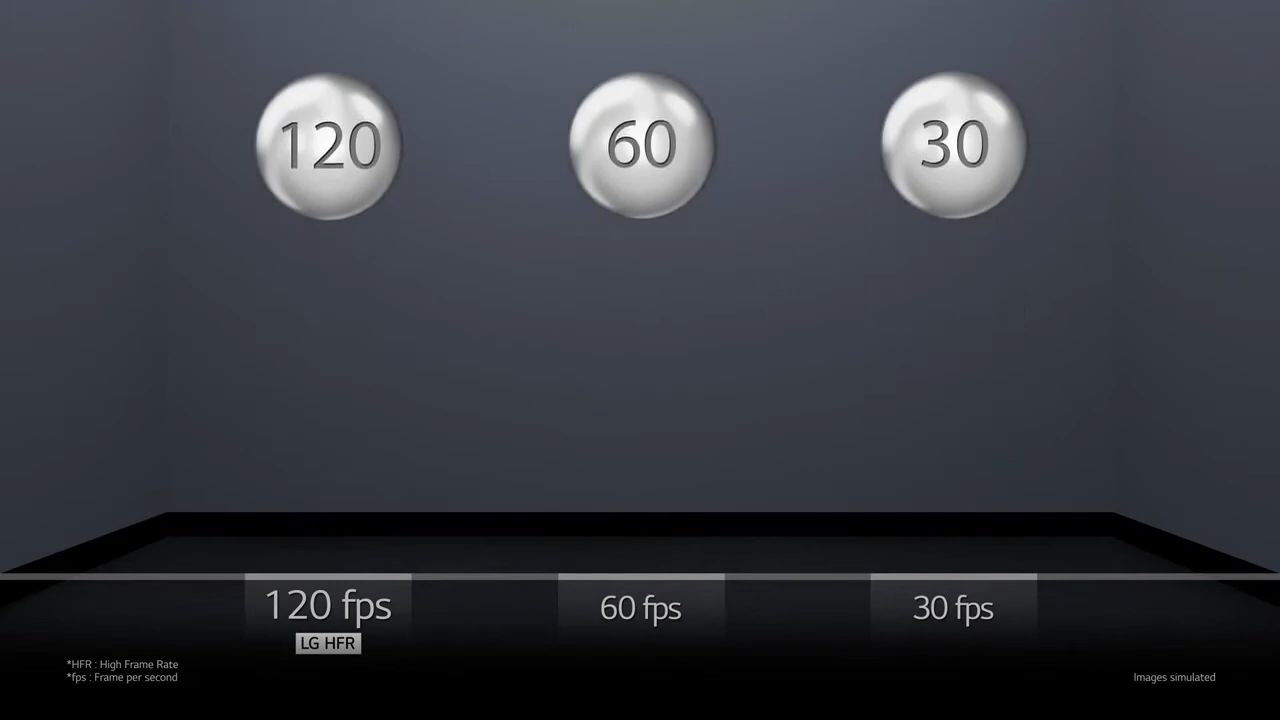 120
60
30
120 fps
60 fps
30 fps
LG HFR
*HFR : High Frame Rate
*fps : Frame per second
Images simulated